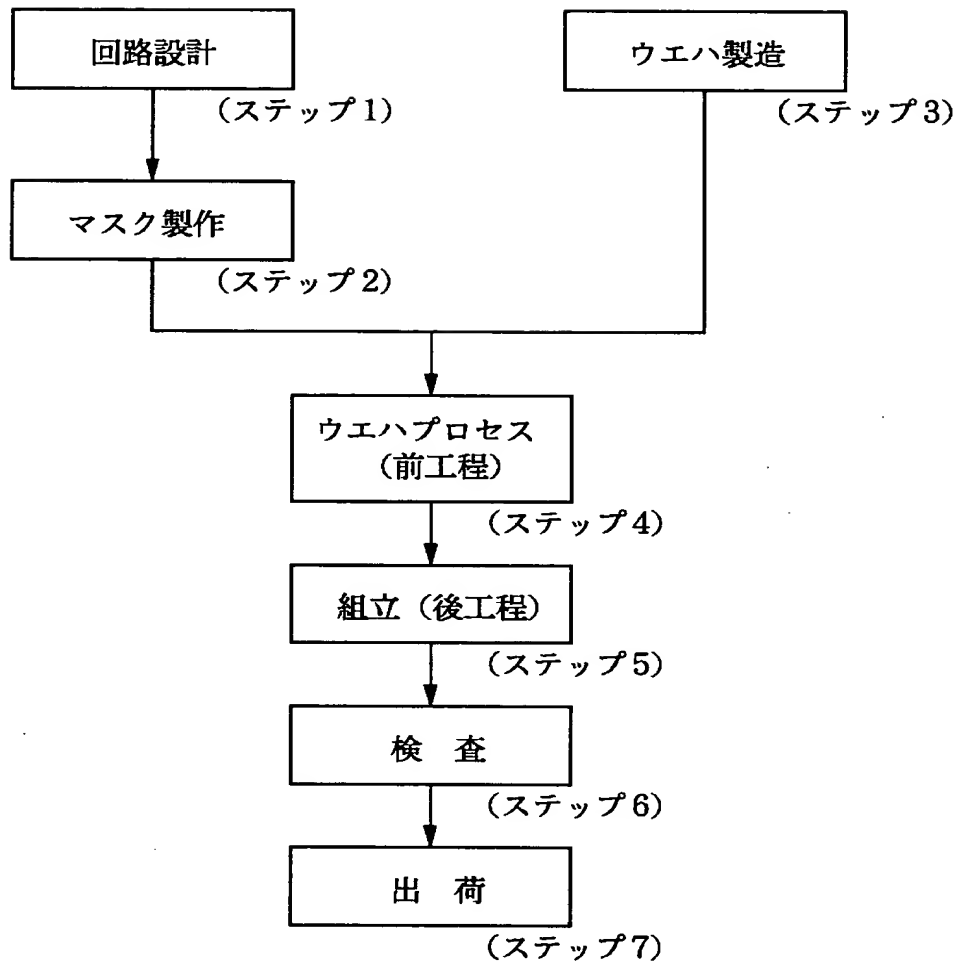 回路設計
(ステップ1)
ウエハ製造
(ステップ3)
マスク製作
(ステップ2)
ウエハプロセス
(前工程)
(ステップ4)
組立(後工程)
(ステップ5)
検 査
(ステップ6)
出 荷
(ステップ7)